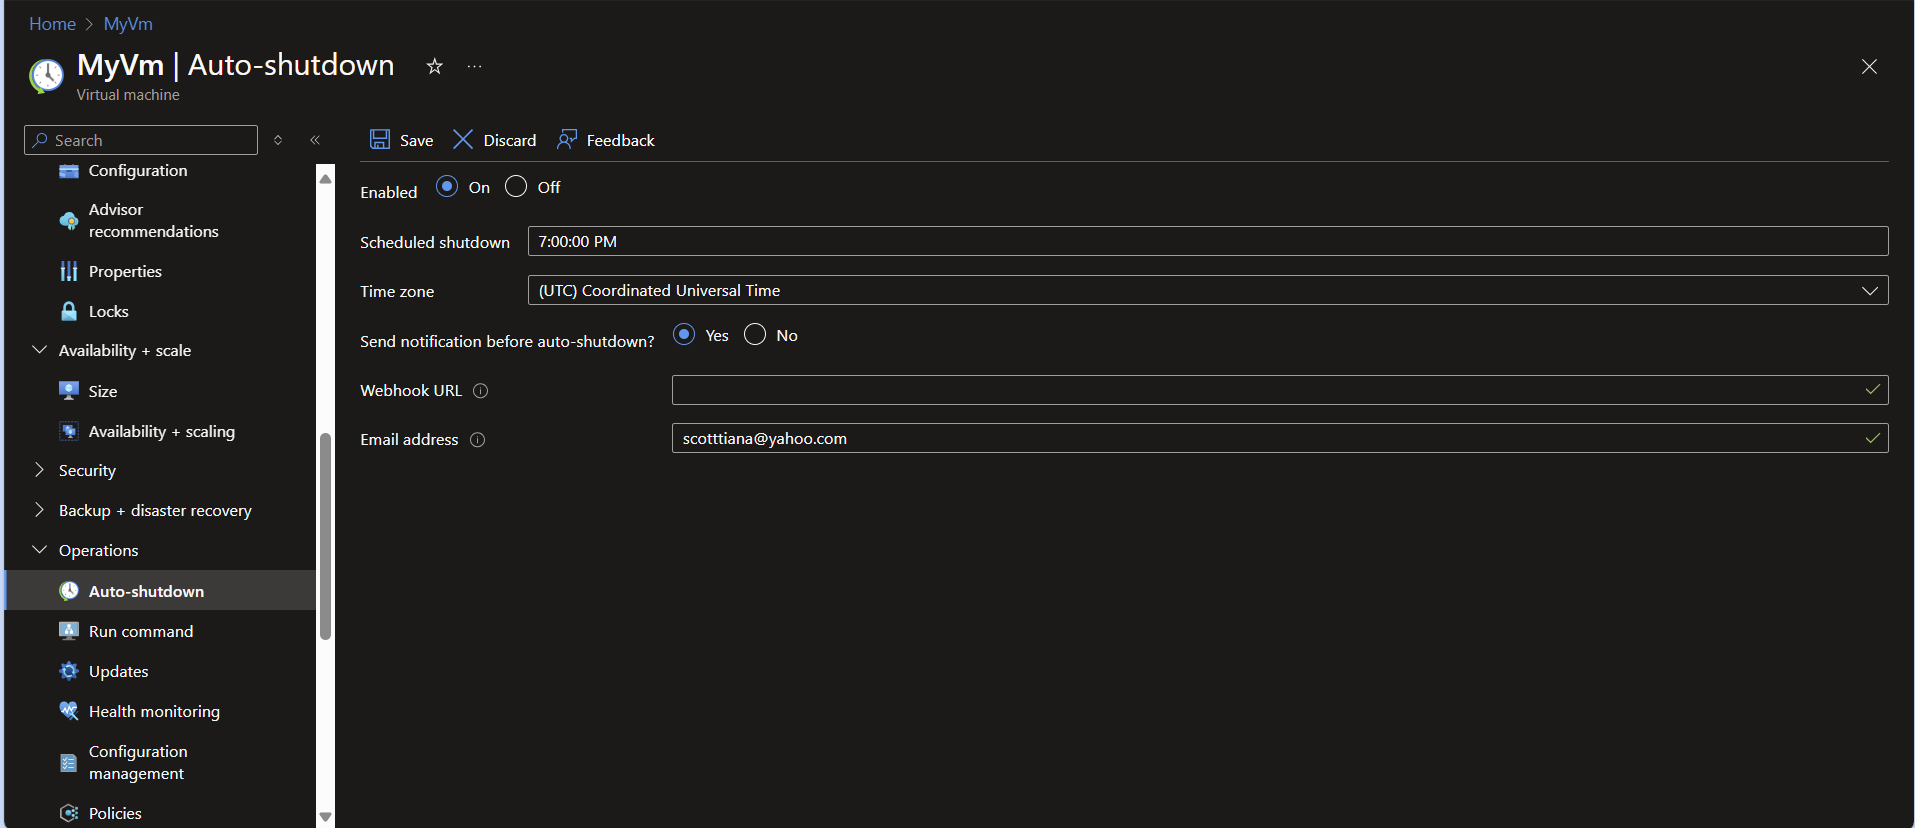 Home > MyVm
MyVm | Auto-shutdown
Virtual machine
Search
Configuration
Advisor
recommendations
Properties
Locks
Availability + scale
Size
Availability + scaling
Security
Backup + disaster recovery
Operations
Auto-shutdown
Run command
Updates
Health monitoring
Configuration
management
Policies
Save Discard Feedback
Enabled On Off
Scheduled shutdown 7:00:00 PM
Time zone (UTC) Coordinated Universal Time
Send notification before auto-shutdown? Yes No
Webhook URL
Email address scotttiana@yahoo.com